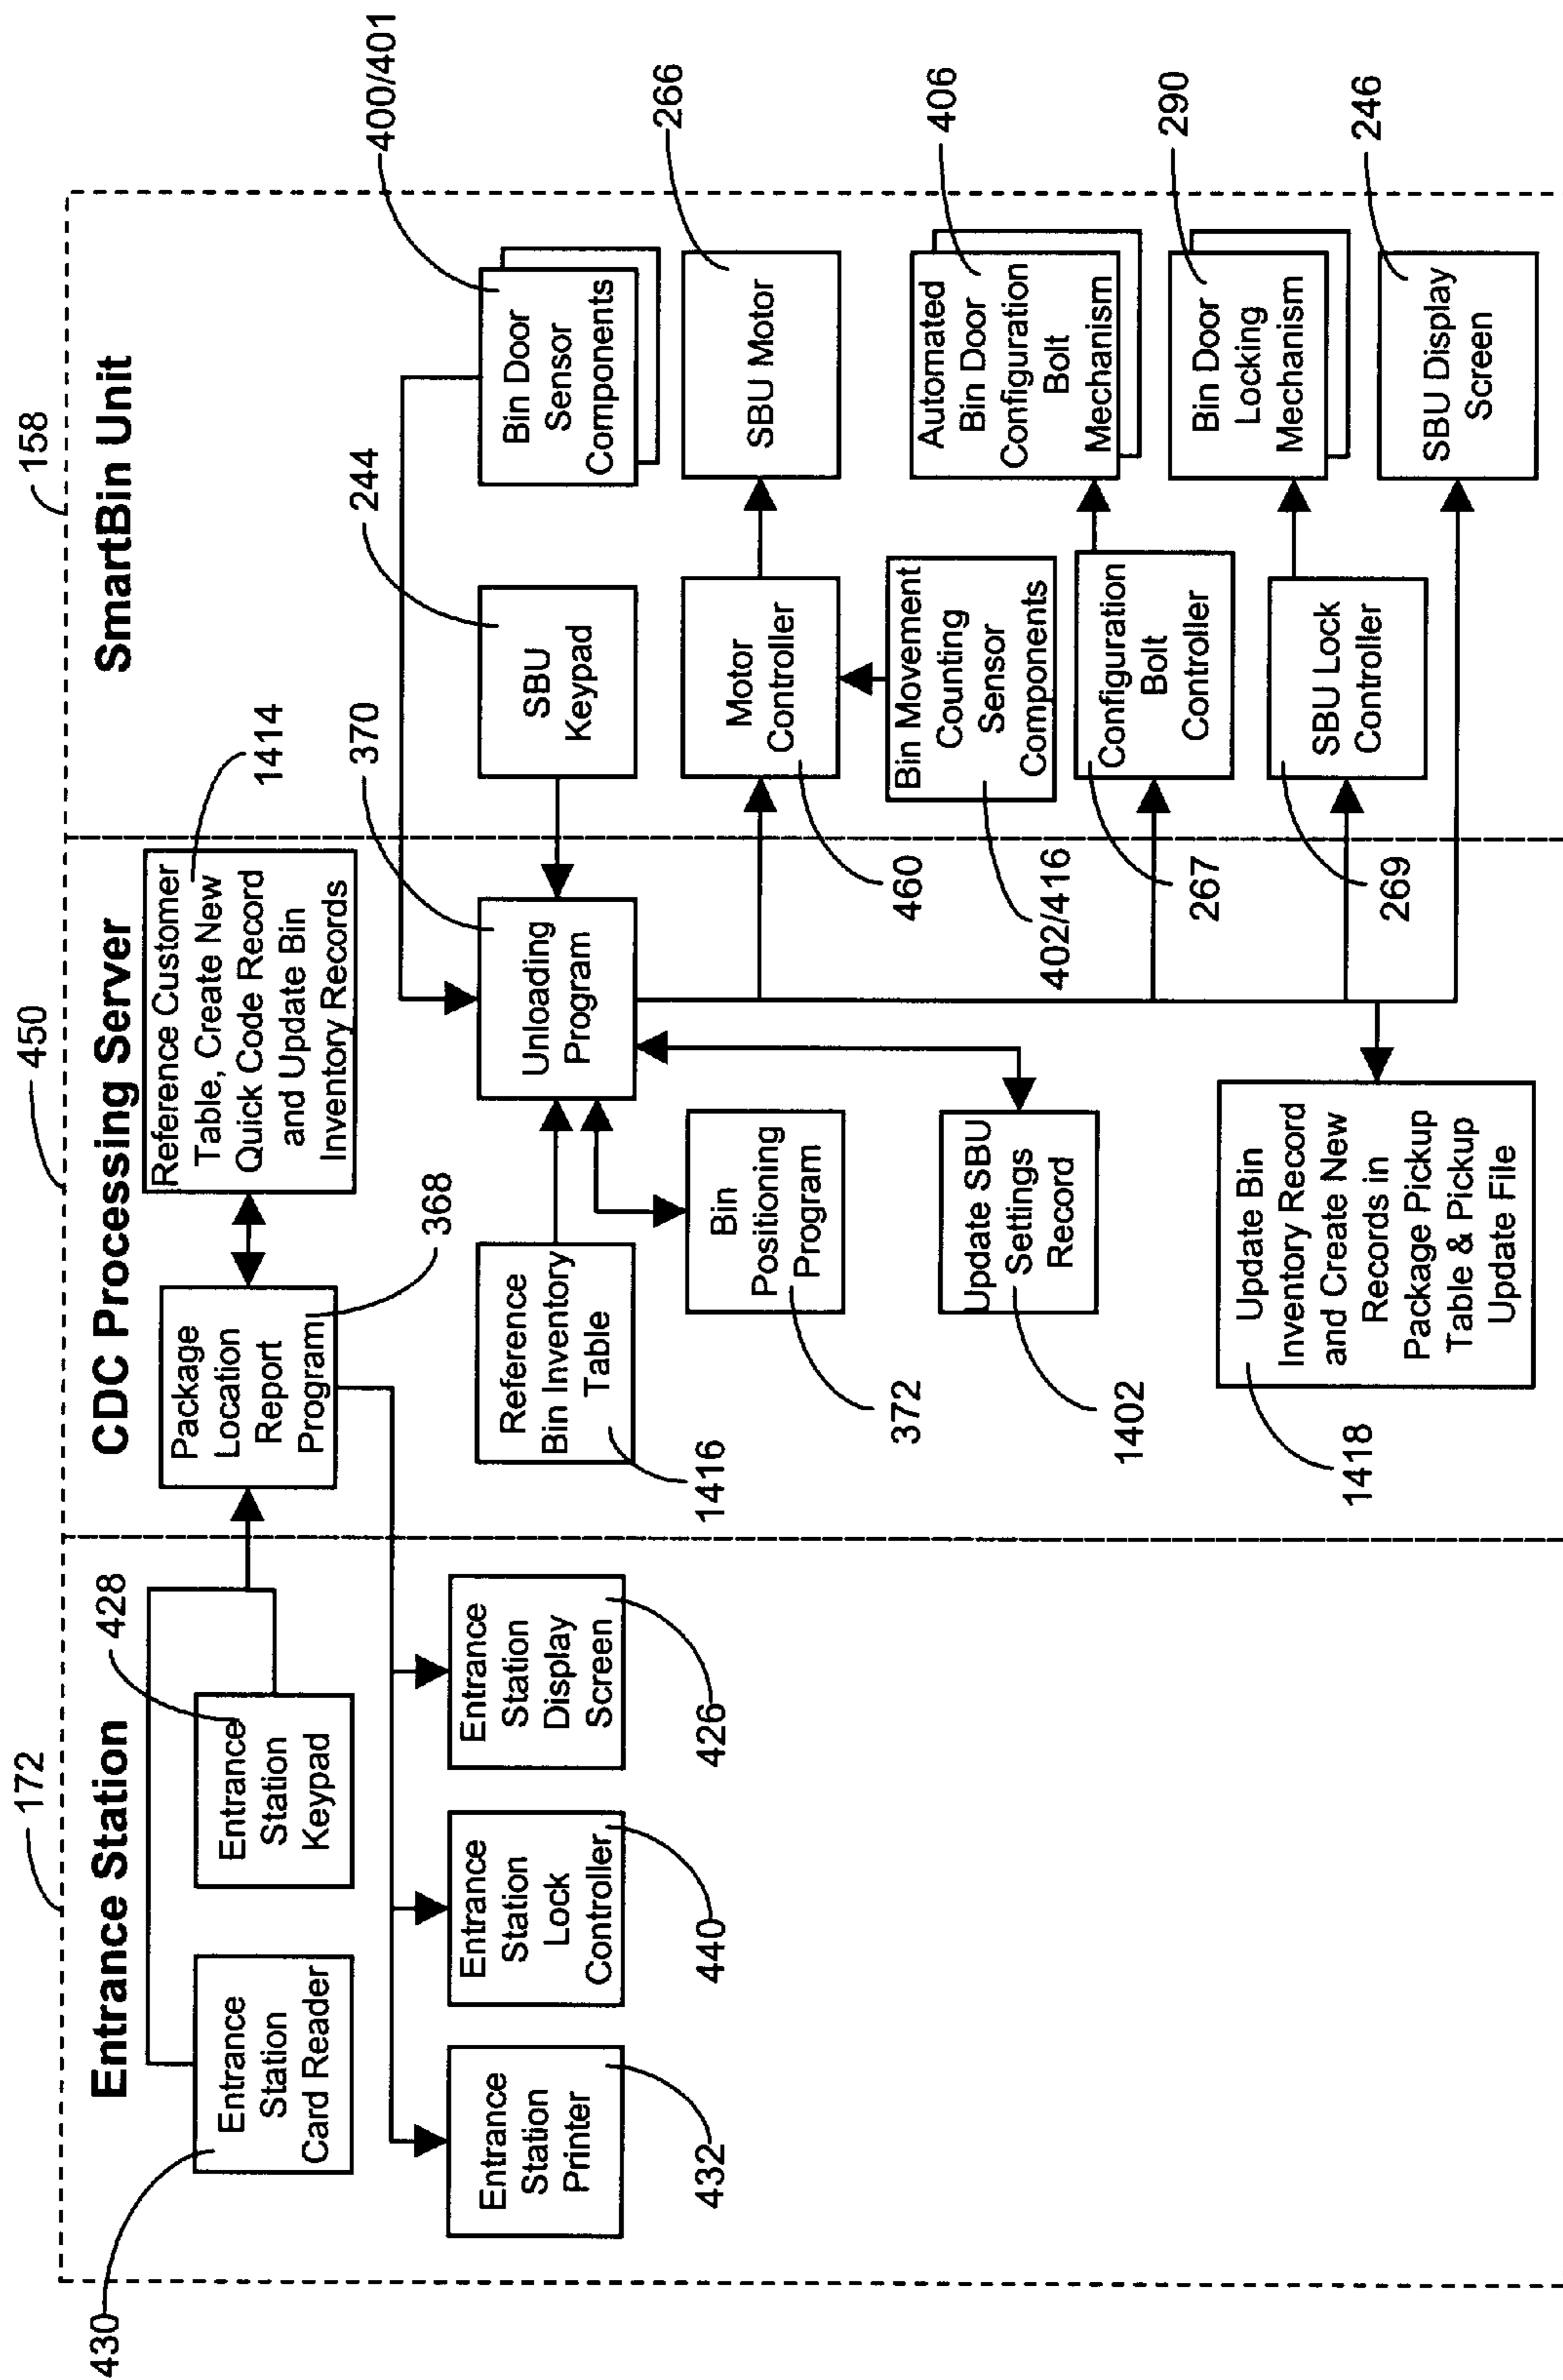 172
450
158
Entrance Station
CDC Processing Server
SmartBin Unit
430
Entrance
Station
Card Reader
428
Entrance
Station
Keypad
Entrance
Station
Printer
432
Entrance
Station
Lock
Controller
440
Entrance
Station
Display
Screen
426
Package
Location
Report
Program
368
Reference Customer
Table, Create New
Quick Code Record
and Update Bin
Inventory Records
1414
Reference
Bin Inventory
Table
1416
Unloading
Program
370
Bin
Positioning
Program
372
Update SBU
Settings
Record
1402
Update Bin
Inventory Record
and Create New
Records in
Package Pickup
Table & Pickup
Update File
1418
SBU
Keypad
244
Bin Door
Sensor
Components
400/401
Motor
Controller
460
SBU Motor
266
Bin Movement
Counting
Sensor
Components
402/416
Configuration
Bolt
Controller
267
Automated
Bin Door
Configuration
Bolt
Mechanism
406
SBU Lock
Controller
269
Bin Door
Locking
Mechanism
290
SBU Display
Screen
246